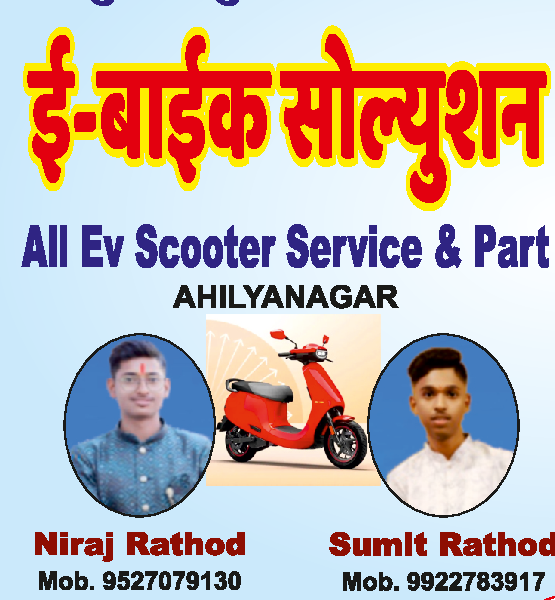 ई-बाईक सोल्युशन
All Ev Scooter Service & Part
AHILYANAGAR
Niraj Rathod
SumIt Rathod
Mob. 9527079130
Mob. 9922783917